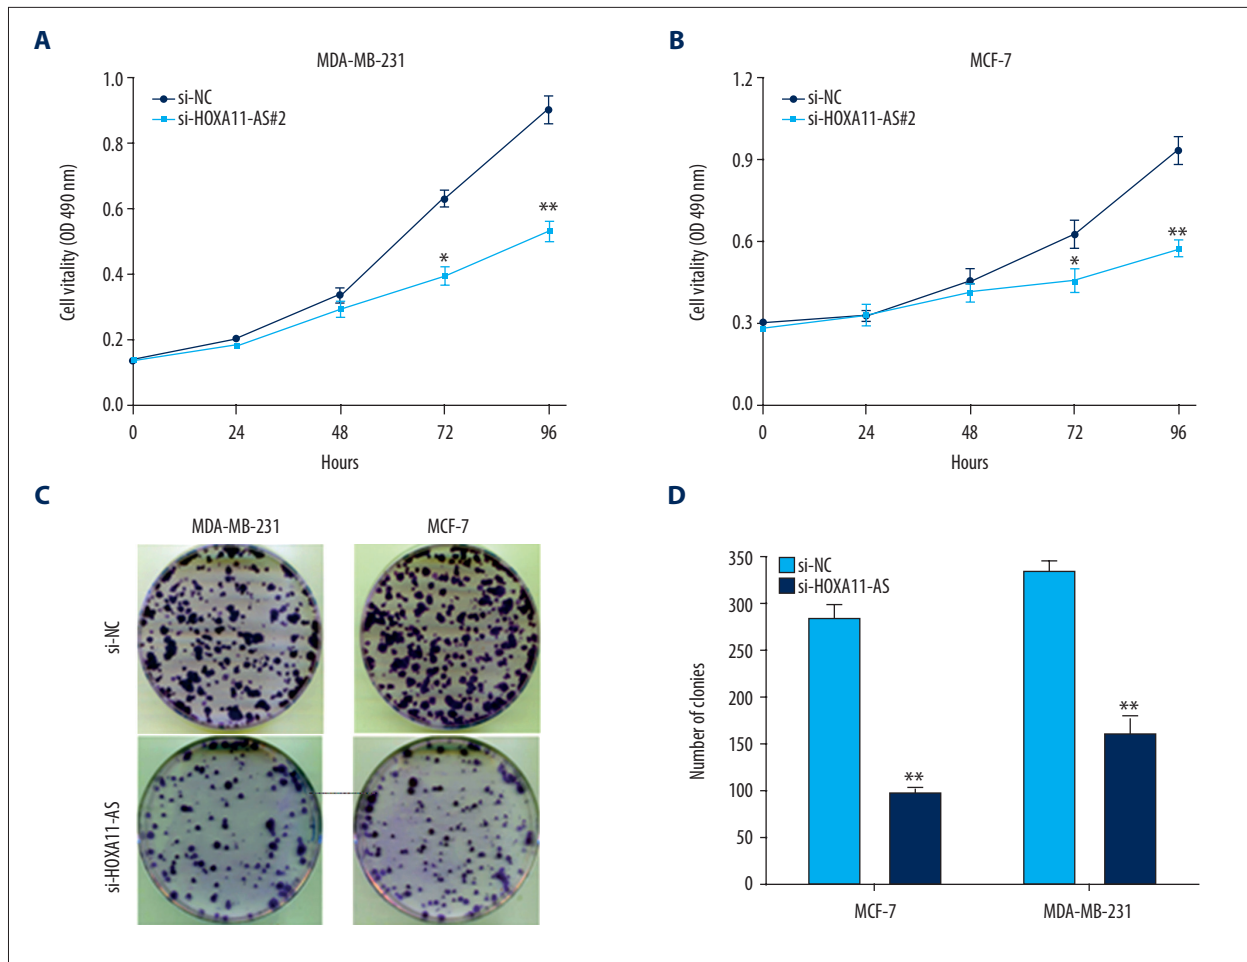 A
MDA-MB-231
1.0
0.8
0.6
0.4
0.2
0.0
Cell vitality (OD 490 nm)
si-NC
si-HOXA11-AS#2
*
**
0 24 48 72 96
Hours
B
MCF-7
1.2
0.9
0.6
0.3
0.0
Cell vitality (OD 490 nm)
si-NC
si-HOXA11-AS#2
*
**
0 24 48 72 96
Hours
C
MDA-MB-231 MCF-7
si-NC
si-HOXA11-AS
D
350
300
250
200
150
100
50
0
Number of clonies
si-NC
si-HOXA11-AS
**
**
MCF-7 MDA-MB-231